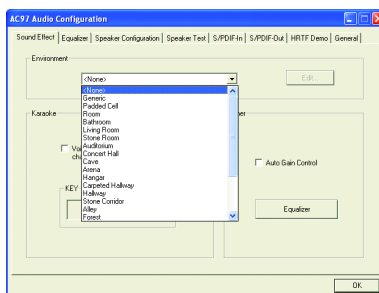 AC97 Audio Configuration
Sound Effect Equalizer Speaker Configuration Speaker Test S/PDIF-In S/PDIF-Out HRTF Demo General
Environment
<None>
Edit...
<None>
Generic
Padded Cell
Room
Bathroom
Living Room
Stone Room
Auditorium
Concert Hall
Cave
Arena
Hangar
Carpeted Hallway
Hallway
Stone Corridor
Alley
Forest
Karaoke
KEY
Auto Gain Control
Equalizer
OK